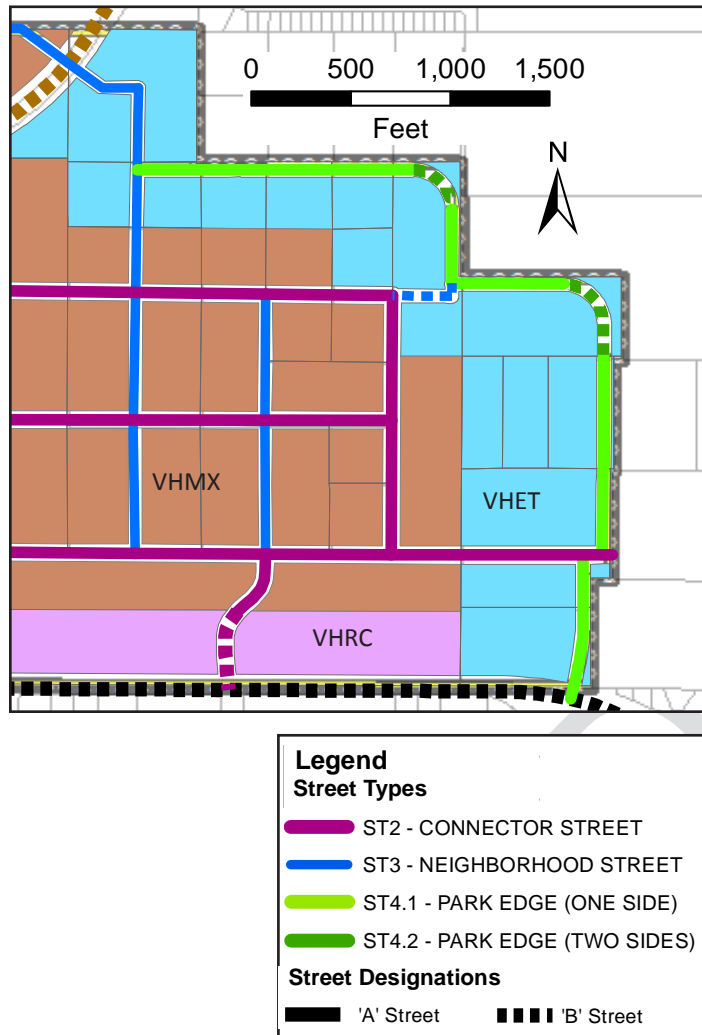 0 500 1,000 1,500
Feet
N
VHMX
VHET
VHRC
Legend
Street Types
ST2 - CONNECTOR STREET
ST3 - NEIGHBORHOOD STREET
ST4.1 - PARK EDGE (ONE SIDE)
ST4.2 - PARK EDGE (TWO SIDES)
Street Designations
'A' Street 'B' Street